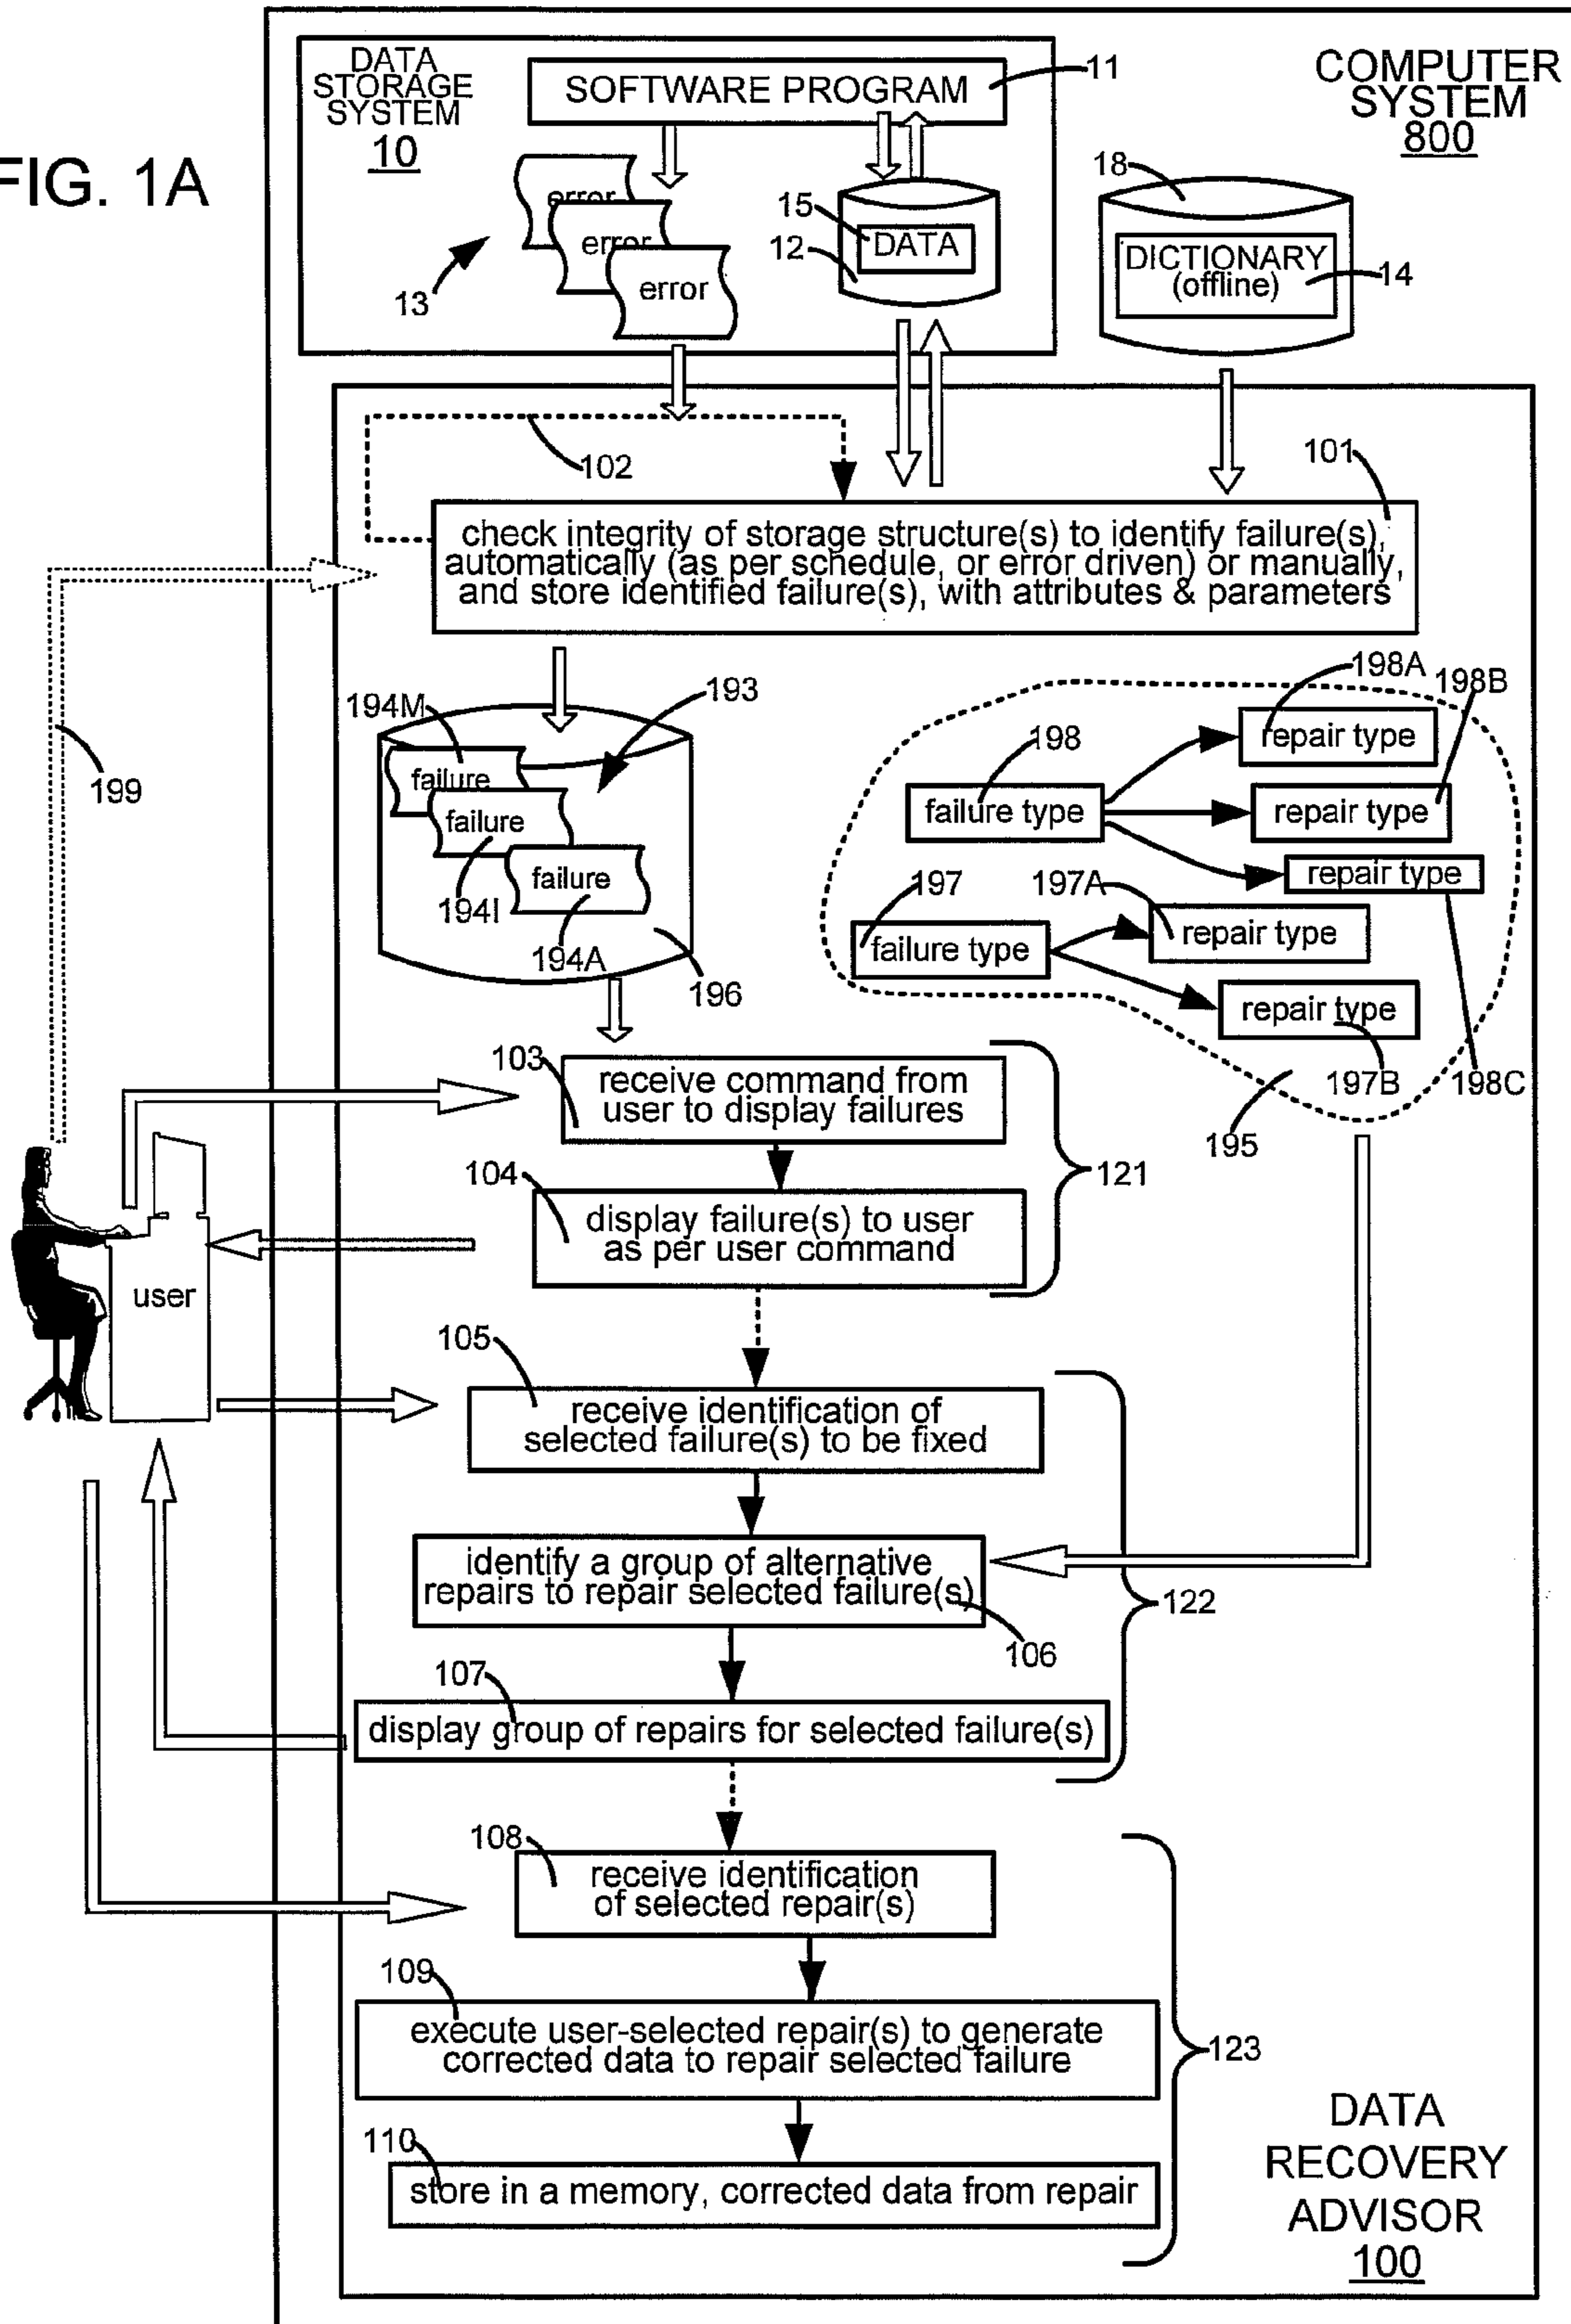 FIG. 1A
COMPUTER
SYSTEM
800
DATA
STORAGE
SYSTEM
10
SOFTWARE PROGRAM
11
error
error
error
13
15
12
DATA
18
DICTIONARY
(offline)
14
102
101
check integrity of storage structure(s) to identify failure(s),
automatically (as per schedule, or error driven) or manually,
and store identified failure(s), with attributes & parameters
199
194M
193
failure
failure
failure
194I
194A
196
198A
198B
198
repair type
failure type
repair type
repair type
197
197A
repair type
failure type
repair type
197B
198C
195
103
receive command from
user to display failures
121
104
display failure(s) to user
as per user command
user
105
receive identification of
selected failure(s) to be fixed
identify a group of alternative
repairs to repair selected failure(s)
122
106
107
display group of repairs for selected failure(s)
108
receive identification
of selected repair(s)
109
execute user-selected repair(s) to generate
corrected data to repair selected failure
123
110
store in a memory, corrected data from repair
DATA
RECOVERY
ADVISOR
100